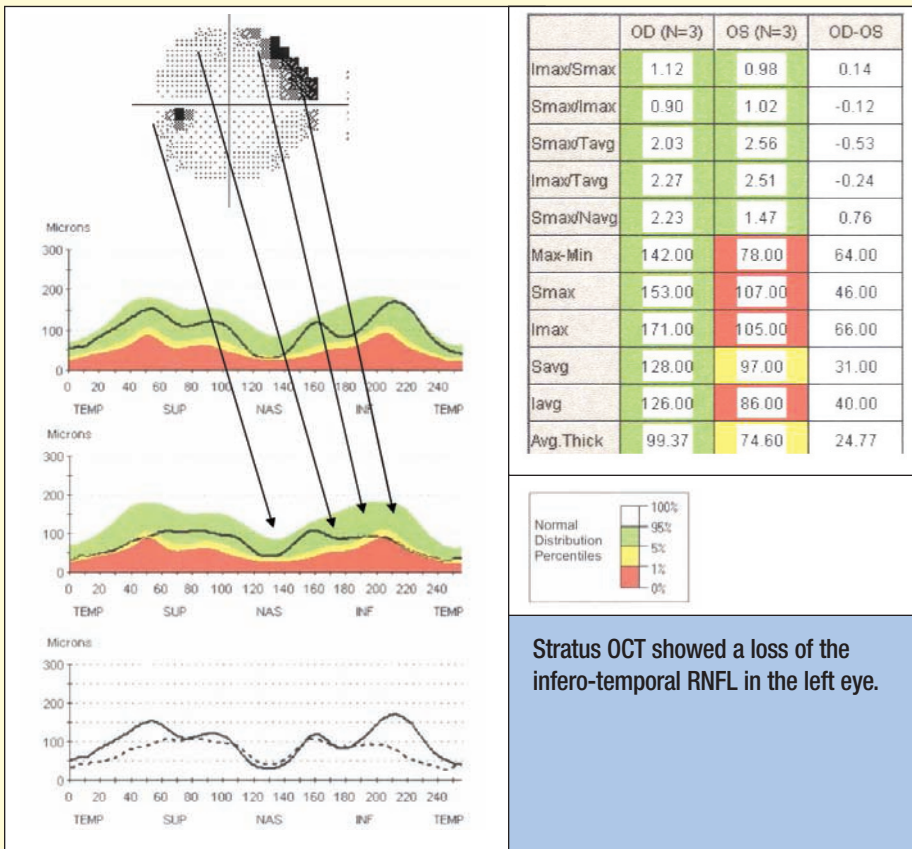 Microns
300
200
100
0
0 20 40 60 80 100 120 140 160 180 200 220 240
TEMP SUP NAS INF TEMP
Microns
300
200
100
0
0 20 40 60 80 100 120 140 160 180 200 220 240
TEMP SUP NAS INF TEMP
Microns
300
200
100
0
0 20 40 60 80 100 120 140 160 180 200 220 240
TEMP SUP NAS INF TEMP
OD (N=3) OS (N=3) OD-OS
Imax/Smax 1.12 0.98 0.14
Smax/Imax 0.90 1.02 -0.12
Smax/Tavg 2.03 2.56 -0.53
Imax/Tavg 2.27 2.51 -0.24
Smax/Navg 2.23 1.47 0.76
Max-Min 142.00 78.00 64.00
Smax 153.00 107.00 46.00
Imax 171.00 105.00 66.00
Savg 128.00 97.00 31.00
Iavg 126.00 86.00 40.00
Avg.Thick 99.37 74.60 24.77
Normal
Distribution
Percentiles
100%
95%
5%
1%
0%
Stratus OCT showed a loss of the
infero-temporal RNFL in the left eye.